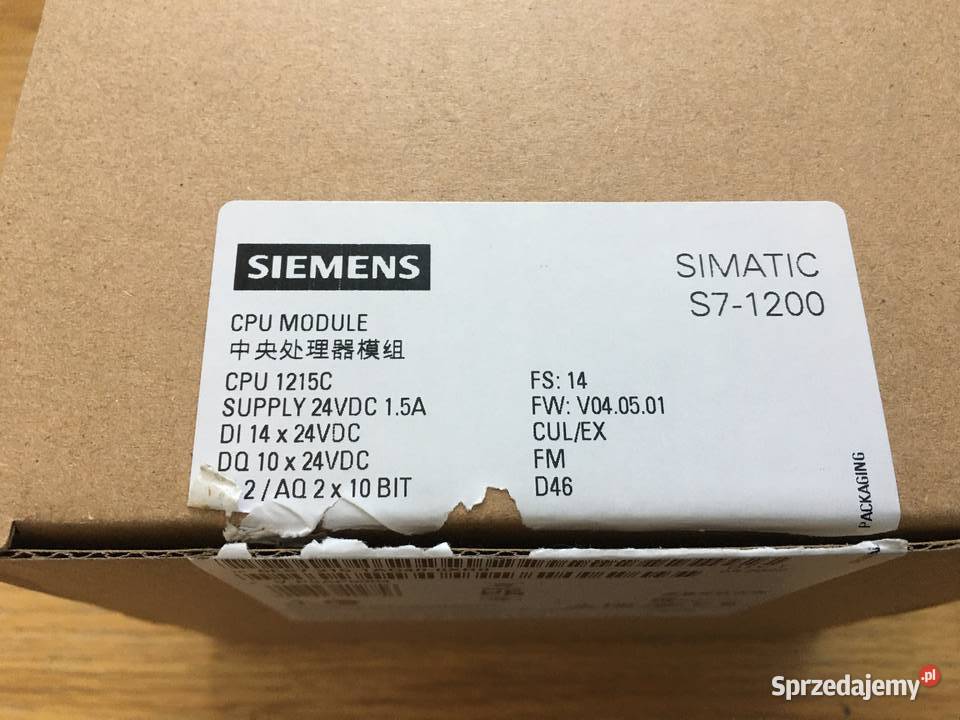 SIEMENS
SIMATIC
S7-1200
CPU MODULE
中央处理器模组
CPU 1215C
SUPPLY 24VDC 1.5A
DI 14 x 24VDC
DQ 10 x 24VDC
2 / AQ 2 x 10 BIT
FS: 14
FW: V04.05.01
CUL/EX
FM
D46
PACKAGING
Sprzedajemy.pl